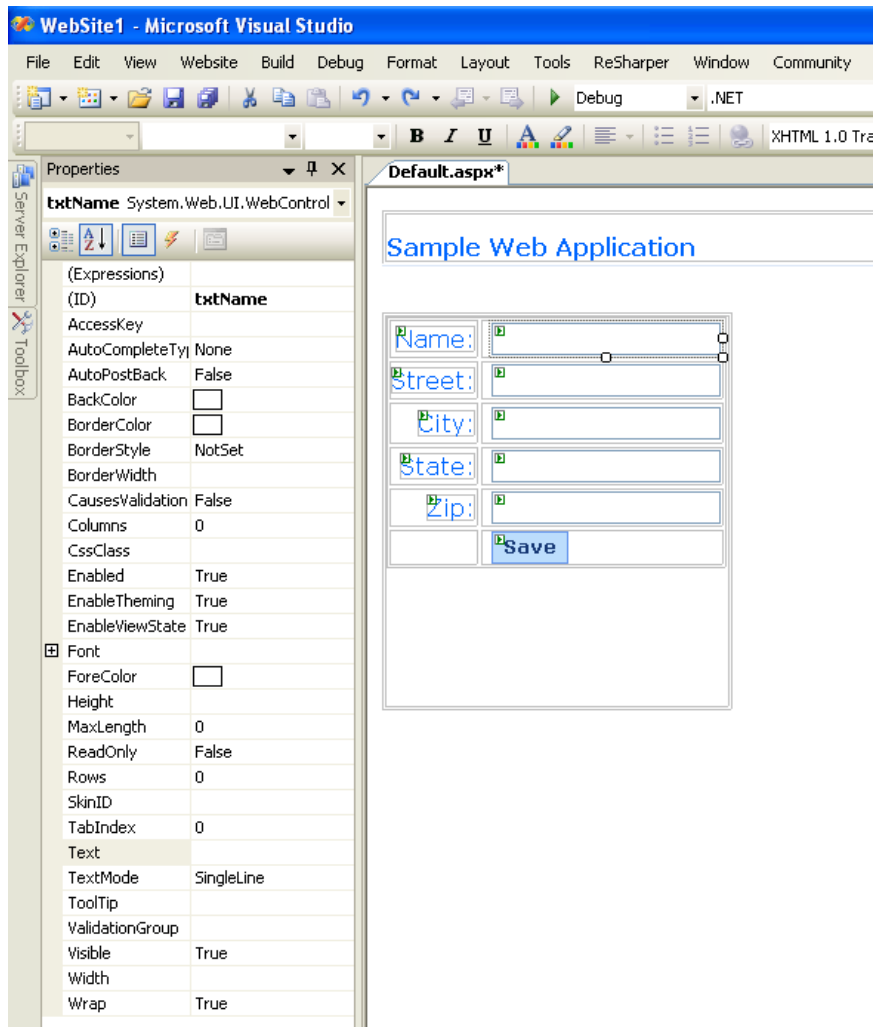 WebSite1 - Microsoft Visual Studio
File Edit View Website Build Debug Format Layout Tools ReSharper Window Community
Debug .NET
B I U A XHTML 1.0 Tra
Server Explorer
Toolbox
Properties
txtName System.Web.UI.WebControl
A
Z
(Expressions)
(ID) txtName
AccessKey
AutoCompleteTy None
AutoPostBack False
BackColor
BorderColor
BorderStyle NotSet
BorderWidth
CausesValidation False
Columns 0
CssClass
Enabled True
EnableTheming True
EnableViewState True
Font
ForeColor
Height
MaxLength 0
ReadOnly False
Rows 0
SkinID
TabIndex 0
Text
TextMode SingleLine
ToolTip
ValidationGroup
Visible True
Width
Wrap True
Default.aspx*
Sample Web Application
Name:
Street:
City:
State:
Zip:
Save